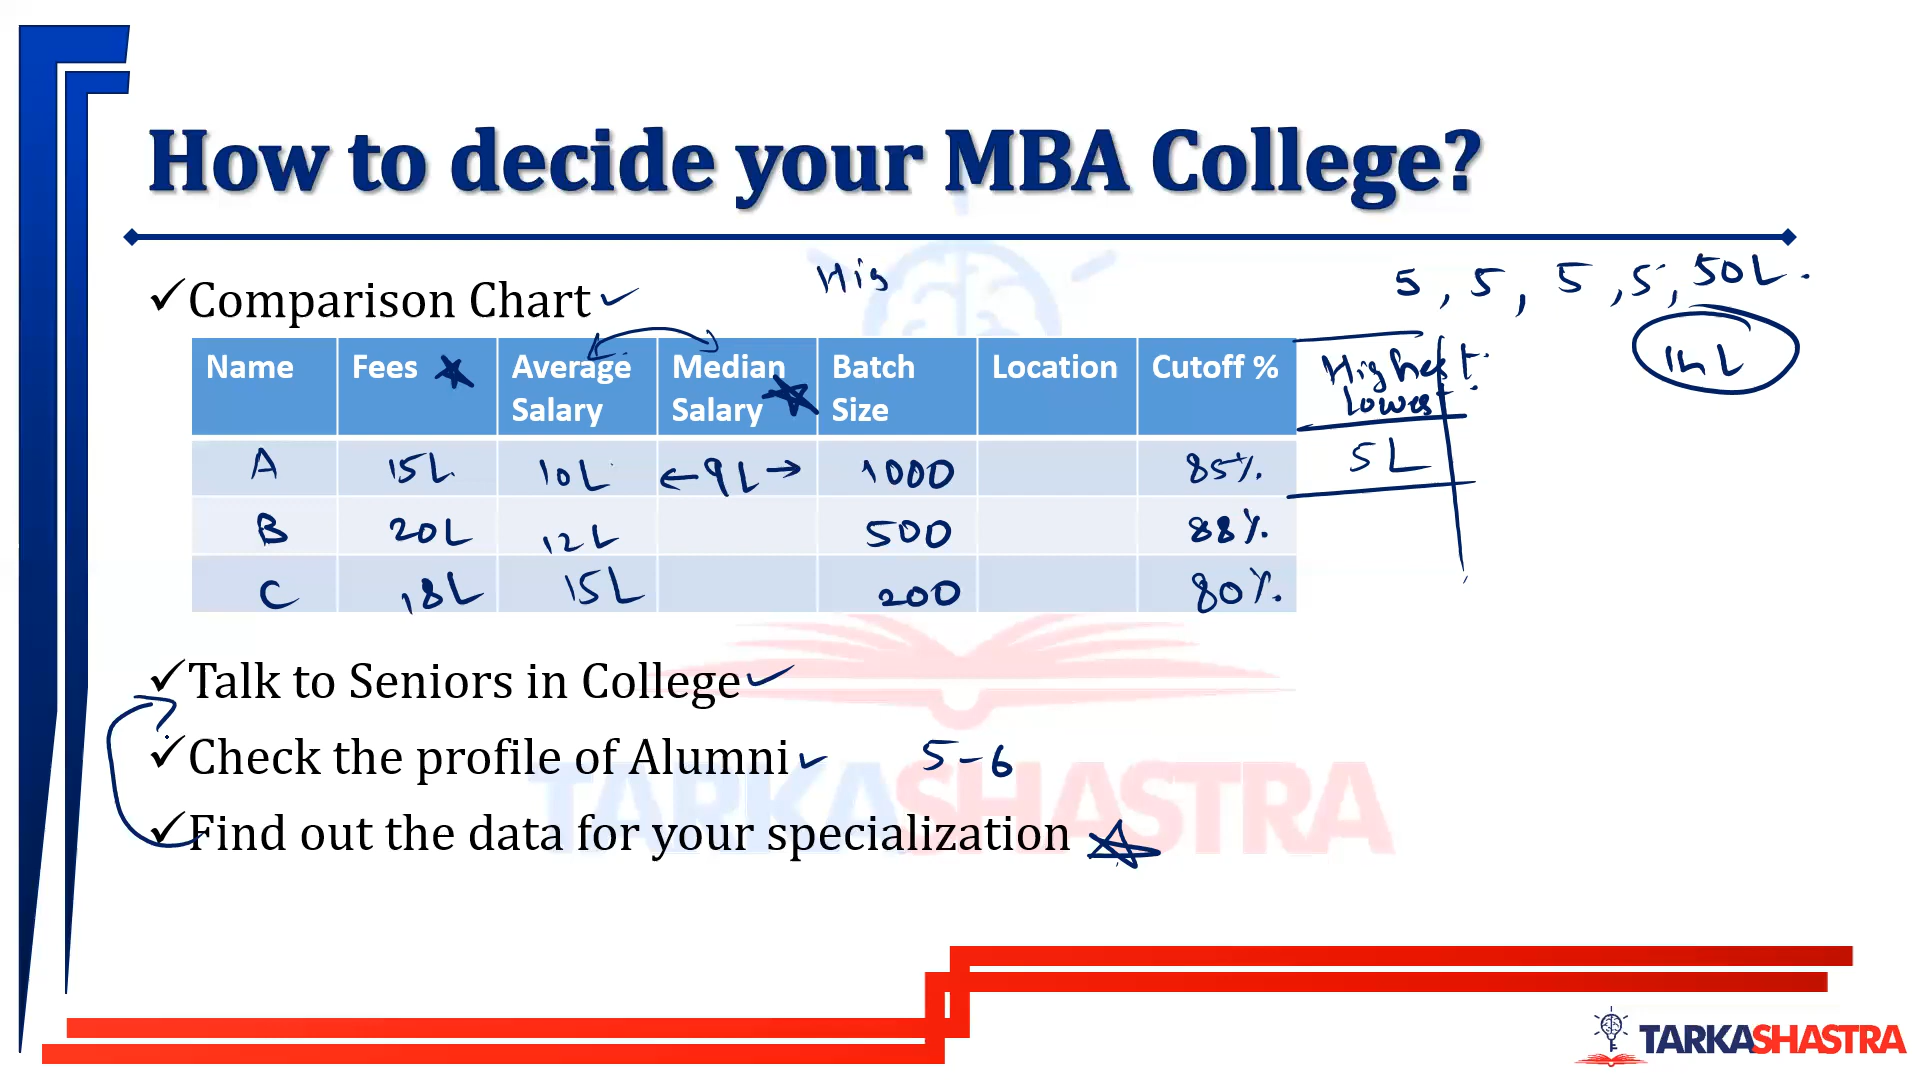 How to decide your MBA College?
✓Comparison Chart ✓
His
5, 5, 5, 5, 50L.
14L
Name Fees ★ Average Salary Median Salary ★ Batch Size Location Cutoff % Highest Lowest
A 15L 10L ←9L→ 1000 85% 5L
B 20L 12L 500 88%
C 18L 15L 200 80%
✓Talk to Seniors in College ✓
✓Check the profile of Alumni ✓ 5-6
✓Find out the data for your specialization ☆
TARKASHASTRA
TARKASHASTRA